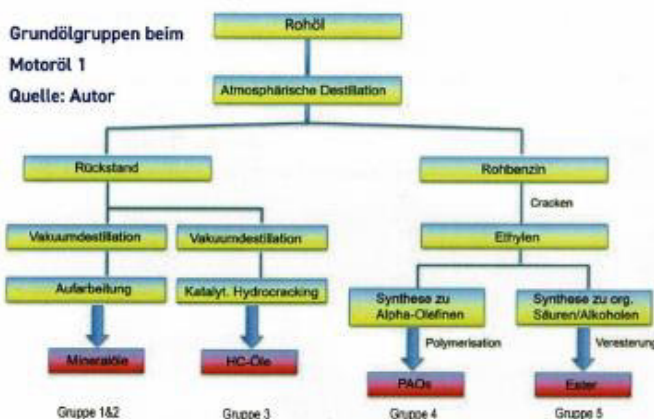 Grundölgruppen beim
Motoröl 1
Quelle: Autor
Rohöl
Atmosphärische Destillation
Rückstand
Rohbenzin
Cracken
Vakuumdestillation
Vakuumdestillation
Ethylen
Aufarbeitung
Katalyt. Hydrocracking
Synthese zu
Alpha-Olefinen
Synthese zu org.
Säuren/Alkoholen
Polymerisation
Veresterung
Mineralöle
HC-Öle
PAOs
Ester
Gruppe 1&2
Gruppe 3
Gruppe 4
Gruppe 5